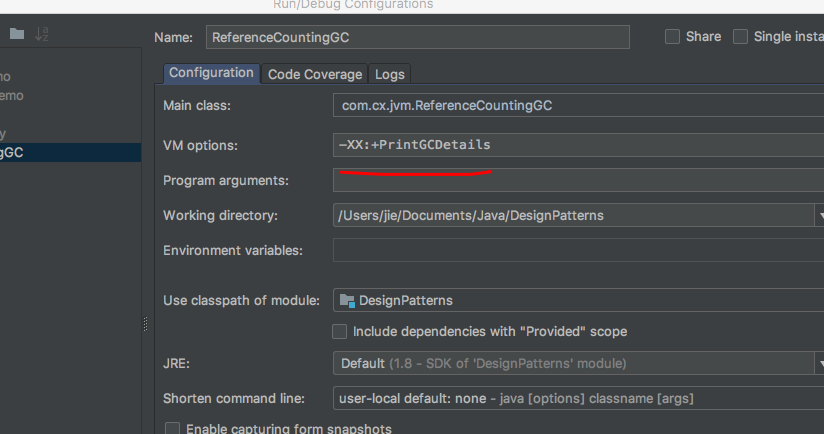 Run/Debug Configurations
Name: ReferenceCountingGC Share Single insta
Configuration Code Coverage Logs
mo
emo
Main class: com.cx.jvm.ReferenceCountingGC
y
VM options: -XX:+PrintGCDetails
gGC
Program arguments:
Working directory: /Users/jie/Documents/Java/DesignPatterns
Environment variables:
Use classpath of module: DesignPatterns
Include dependencies with "Provided" scope
JRE: Default (1.8 - SDK of 'DesignPatterns' module)
Shorten command line: user-local default: none - java [options] classname [args]
Enable capturing form snapshots